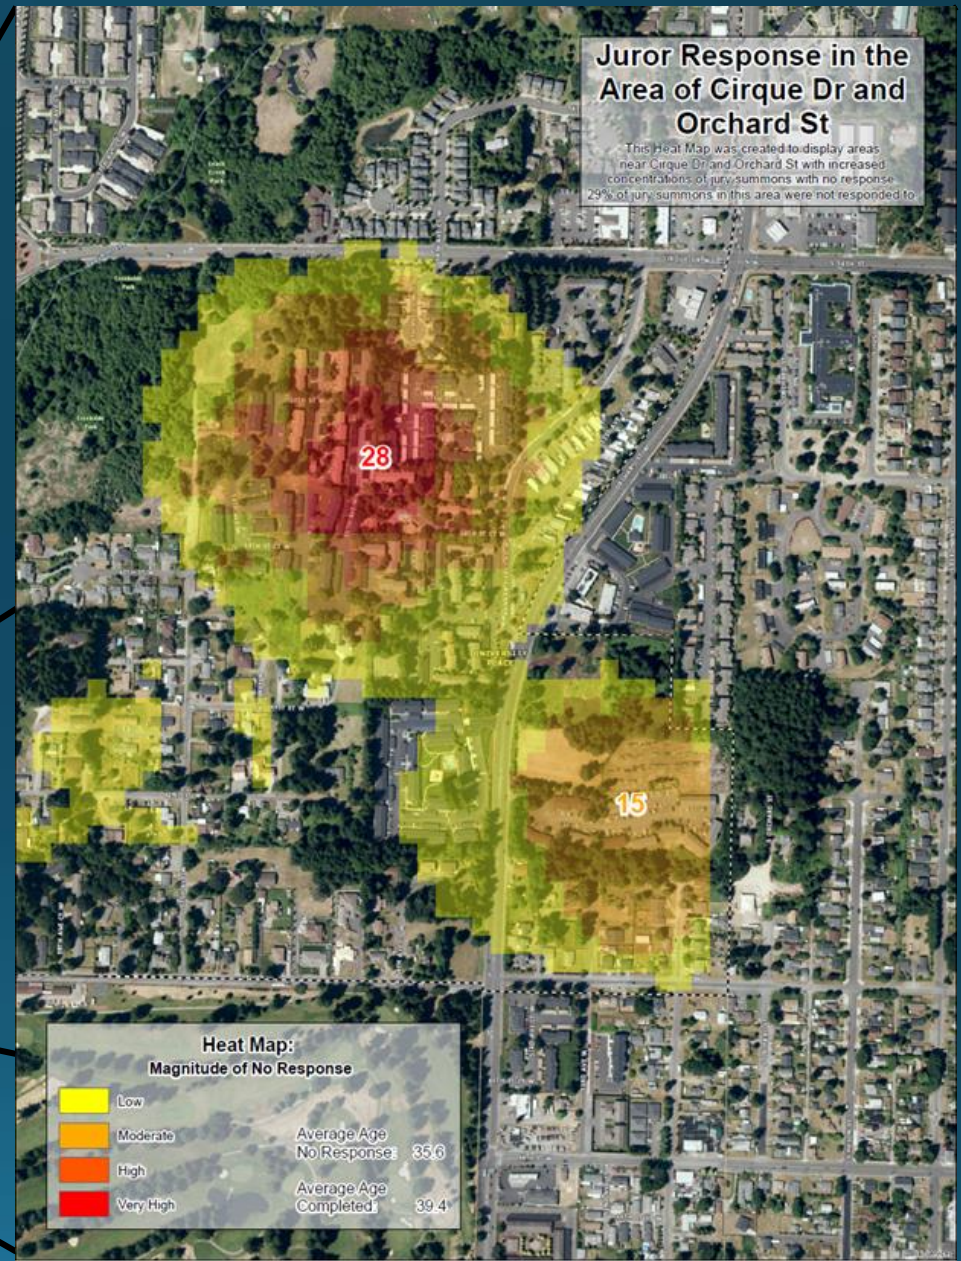 Juror Response in the
Area of Cirque Dr and
Orchard St
This Heat Map was created to display areas
near Cirque Dr and Orchard St with increased
concentrations of jury summons with no response
29% of jury summons in this area were not responded to
28
UNIVERSITY
PLACE
15
Heat Map:
Magnitude of No Response
Low
Moderate
High
Very High
Average Age
No Response: 35.6
Average Age
Completed: 39.4